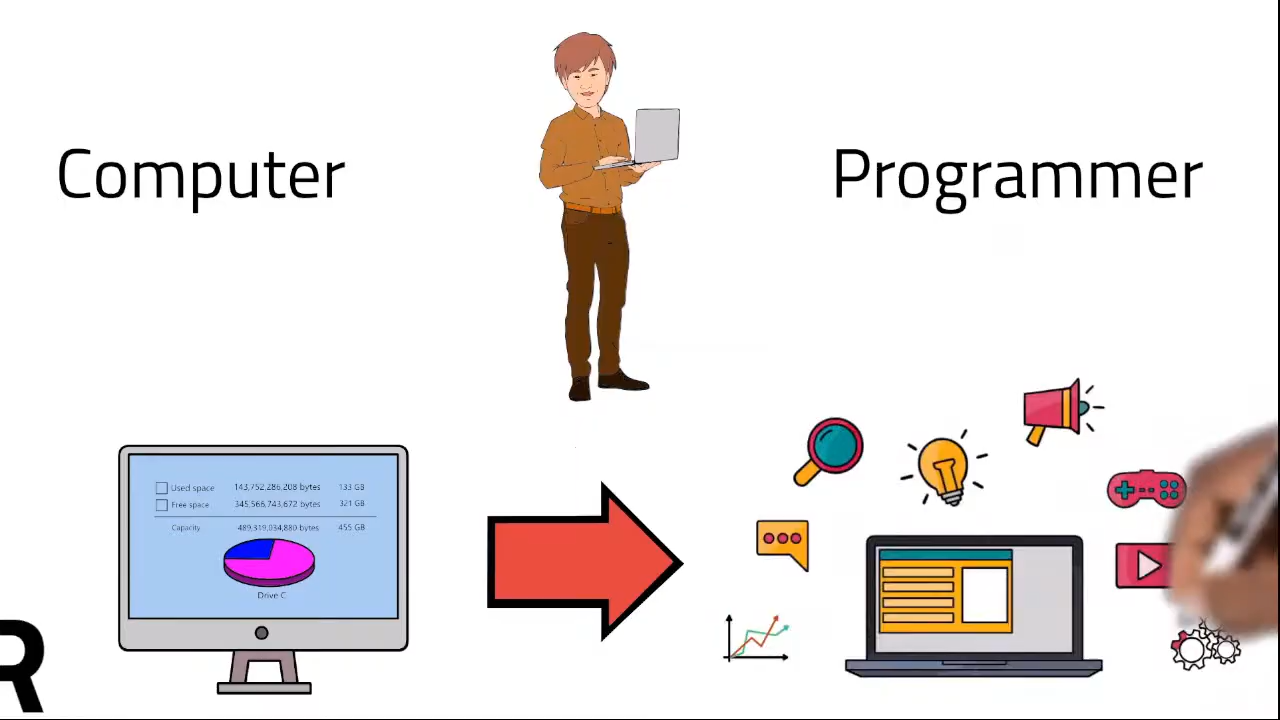 Computer
Programmer
Used space 143,752,286,208 bytes 133 GB
Free space 345,566,743,672 bytes 321 GB
Capacity 489,319,034,880 bytes 455 GB
Drive C
R